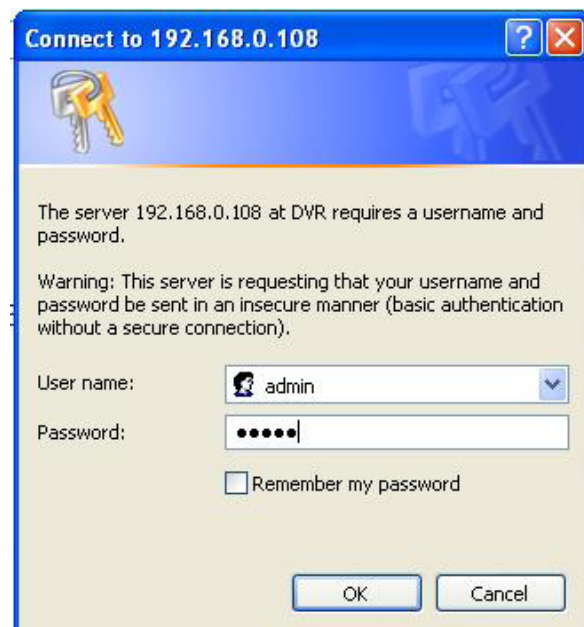 Connect to 192.168.0.108
The server 192.168.0.108 at DVR requires a username and
password.
Warning: This server is requesting that your username and
password be sent in an insecure manner (basic authentication
without a secure connection).
User name:
admin
Password:
●●●●●
Remember my password
OK
Cancel